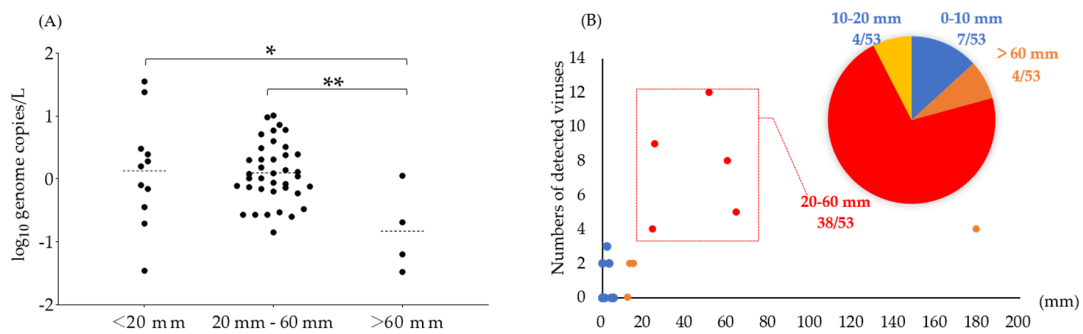 (A)
2
1
0
-1
-2
log10 genome copies/L
*
**
<20 mm
20 mm - 60 mm
>60 mm
(B)
14
12
10
8
6
4
2
0
Numbers of detected viruses
0
20
40
60
80
100
120
140
160
180
200
(mm)
10-20 mm
4/53
0-10 mm
7/53
> 60 mm
4/53
20-60 mm
38/53